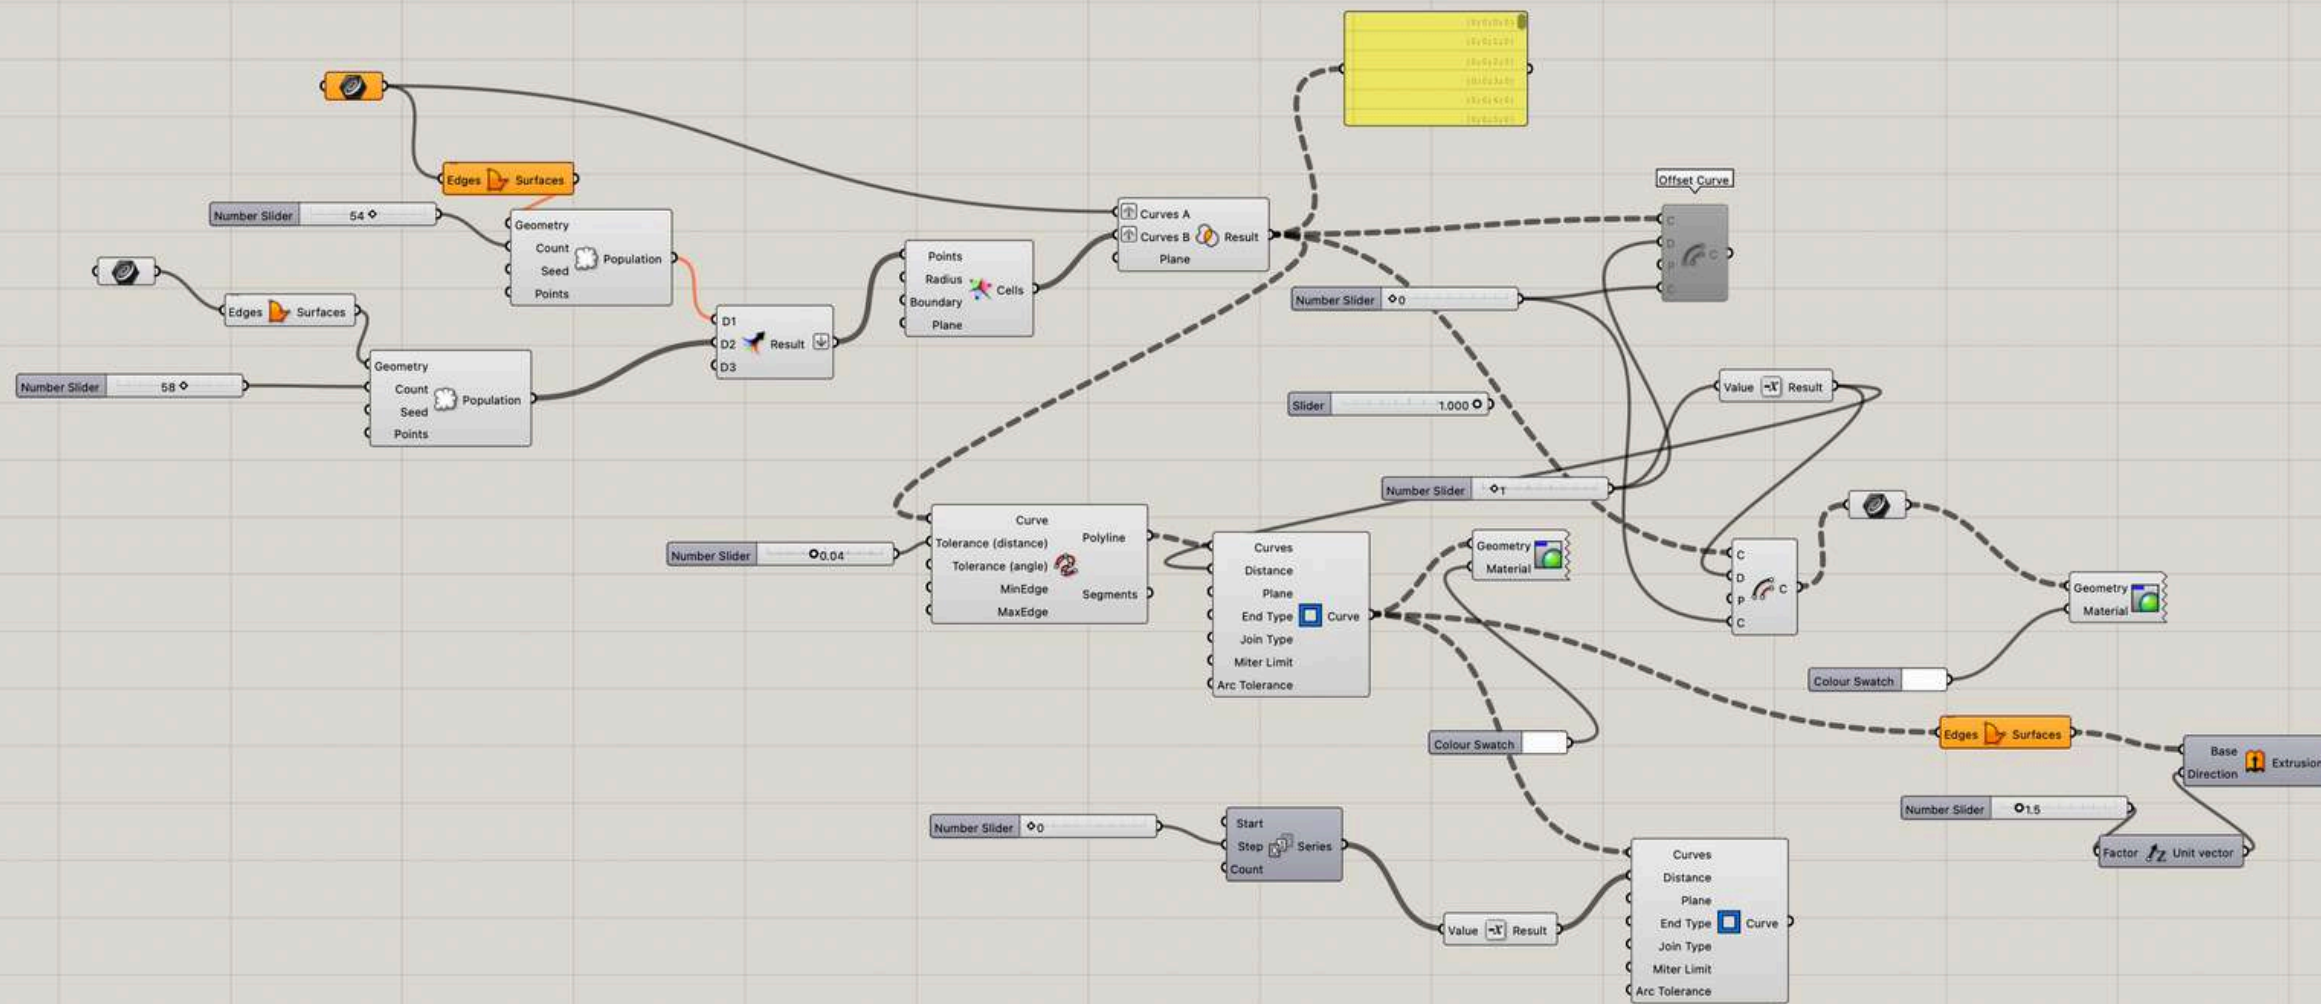 Offset Curve
Edges Surfaces
Number Slider 54
Geometry
Count
Seed
Points
Population
Curves A
Curves B
Plane
Result
C
D
P
C
C
Edges Surfaces
Points
Radius
Boundary
Plane
Cells
Number Slider 0
D1
D2
D3
Result
Number Slider 58
Geometry
Count
Seed
Points
Population
Value -X Result
Slider 1.000
Number Slider 1
Number Slider 0.04
Curve
Tolerance (distance)
Tolerance (angle)
MinEdge
MaxEdge
Polyline
Segments
Curves
Distance
Plane
End Type
Join Type
Miter Limit
Arc Tolerance
Curve
Geometry
Material
C
D
P
C
C
Geometry
Material
Colour Swatch
Colour Swatch
Edges Surfaces
Base
Direction
Extrusion
Number Slider 1.5
Factor Z Unit vector
Number Slider 0
Start
Step
Count
Series
Value -X Result
Curves
Distance
Plane
End Type
Join Type
Miter Limit
Arc Tolerance
Curve